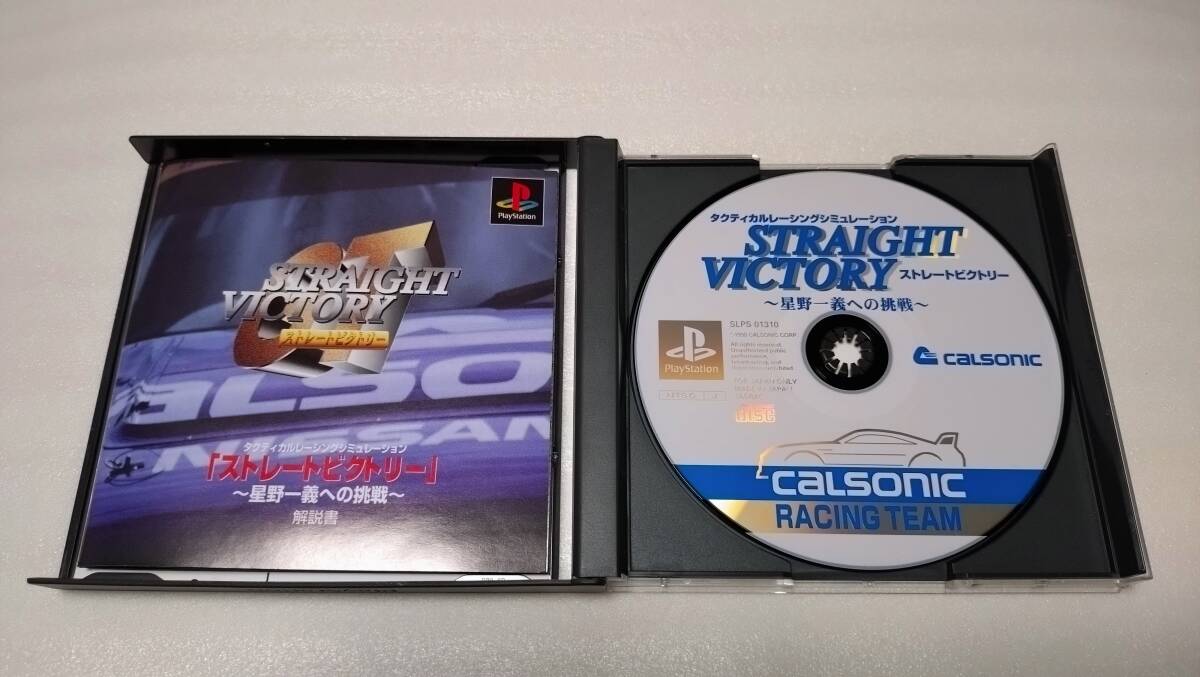 PlayStation
STRAIGHT
VICTORY
ストレートビクトリー
CALSO
NISSAN
タクティカルレーシングシミュレーション
「ストレートビクトリー」
～星野一義への挑戦～
解説書
タクティカルレーシングシミュレーション
STRAIGHT
VICTORY ストレートビクトリー
～星野一義への挑戦～
SLPS 01310
PlayStation
CALSONIC
FOR JAPAN ONLY
disc
CALSONIC
RACING TEAM